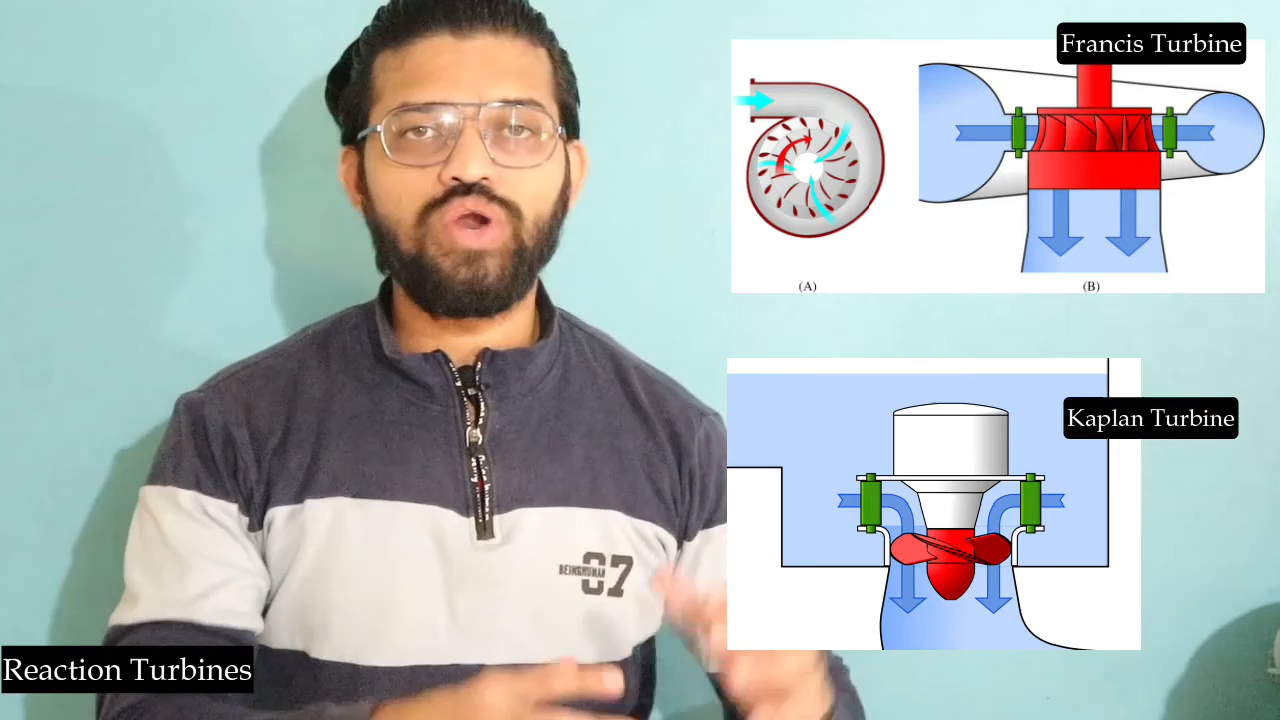 Francis Turbine
(A)
(B)
Kaplan Turbine
BEINGHUMAN
07
Reaction Turbines